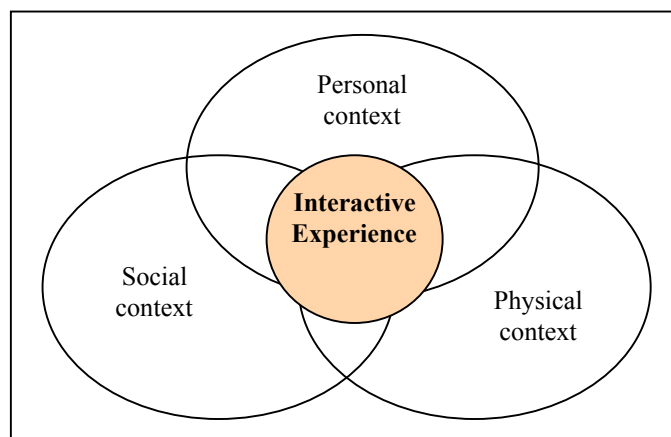 Personal
context
Interactive
Experience
Social
context
Physical
context